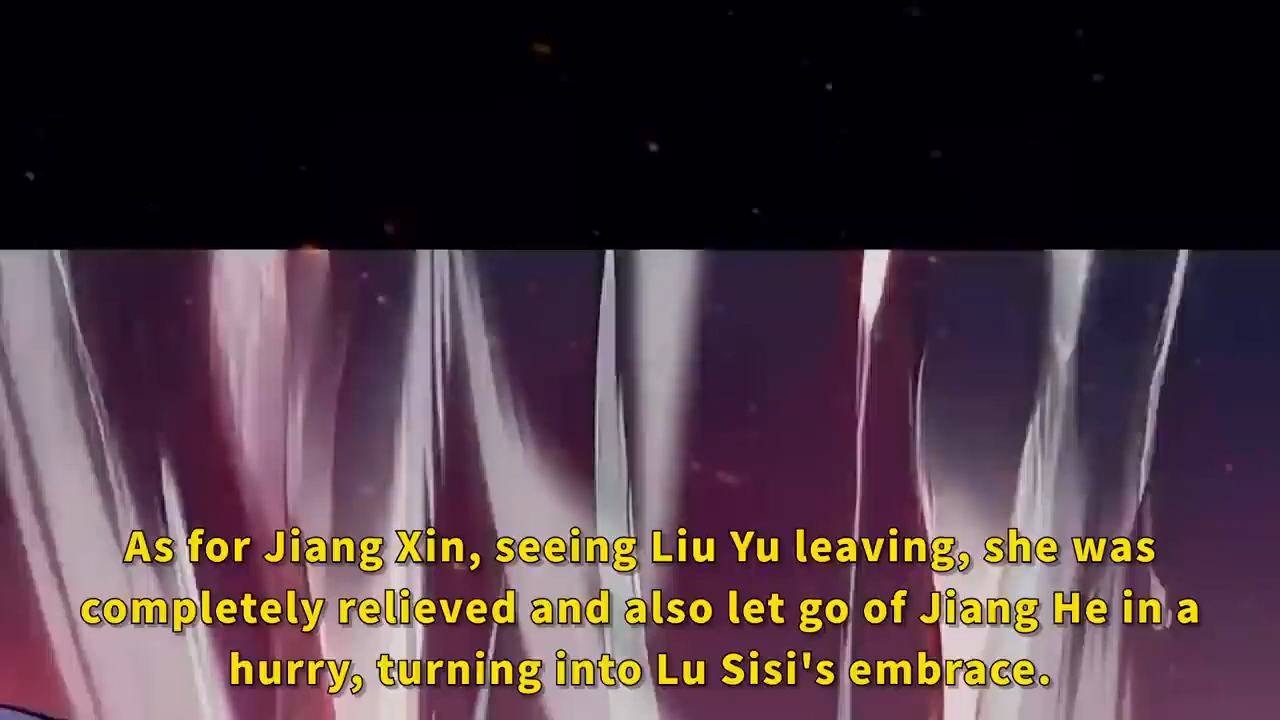 As for Jiang Xin, seeing Liu Yu leaving, she was
completely relieved and also let go of Jiang He in a
hurry, turning into Lu Sisi's embrace.